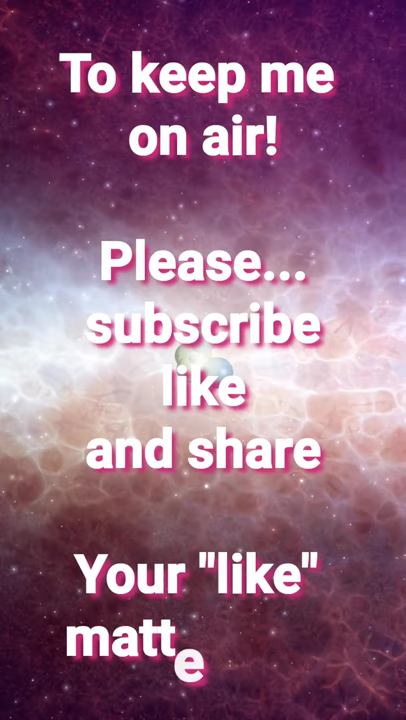 To keep me
on air!
Please...
subscribe
like
and share
Your "like"
matte